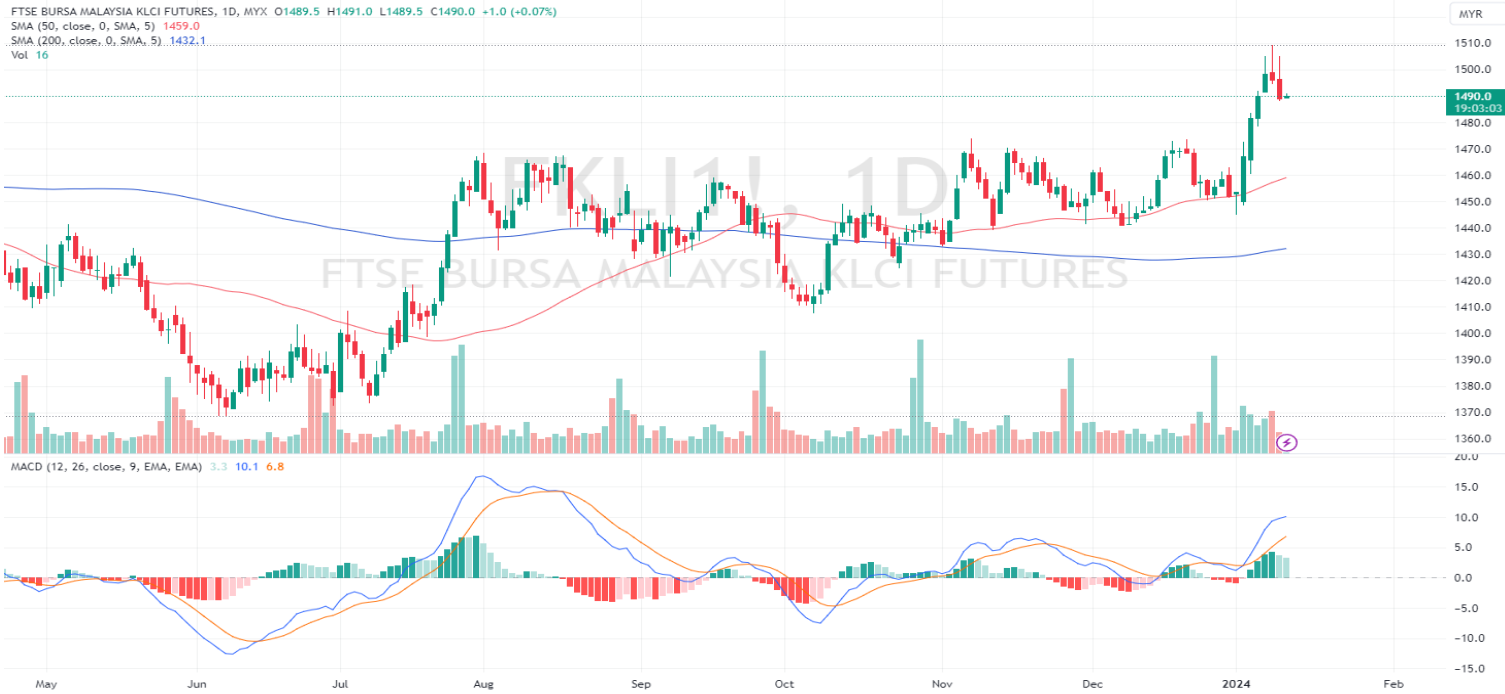 FTSE BURSA MALAYSIA KLCI FUTURES, 1D, MYX O1489.5 H1491.0 L1489.5 C1490.0 +1.0 (+0.07%)
MYR
SMA (50, close, 0, SMA, 5) 1459.0
SMA (200, close, 0, SMA, 5) 1432.1
Vol 16
1510.0
1500.0
1490.0
19:03:03
1480.0
1470.0
1460.0
1450.0
1440.0
1430.0
1420.0
1410.0
1400.0
1390.0
1380.0
1370.0
1360.0
FKLI1!, 1D
FTSE BURSA MALAYSIA KLCI FUTURES
MACD (12, 26, close, 9, EMA, EMA) 3.3 10.1 6.8
20.0
15.0
10.0
5.0
0.0
−5.0
−10.0
−15.0
May Jun Jul Aug Sep Oct Nov Dec 2024 Feb